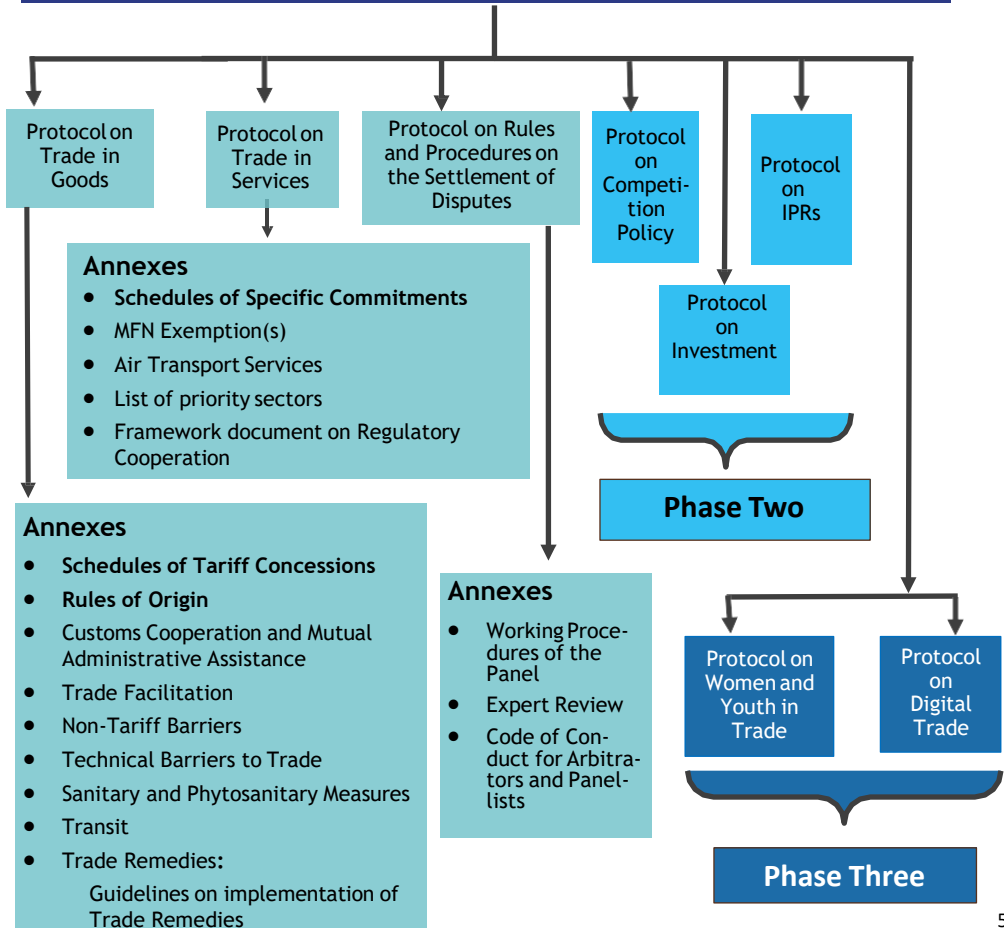 Protocol on
Trade in
Goods
Protocol on
Trade in
Services
Protocol on Rules
and Procedures on
the Settlement of
Disputes
Protocol
on
Competi-
tion
Policy
Protocol
on
IPRs
Protocol
on
Investment
Annexes
• Schedules of Specific Commitments
• MFN Exemption(s)
• Air Transport Services
• List of priority sectors
• Framework document on Regulatory
Cooperation
Phase Two
Annexes
• Schedules of Tariff Concessions
• Rules of Origin
• Customs Cooperation and Mutual
Administrative Assistance
• Trade Facilitation
• Non-Tariff Barriers
• Technical Barriers to Trade
• Sanitary and Phytosanitary Measures
• Transit
• Trade Remedies:
Guidelines on implementation of
Trade Remedies
Annexes
• Working Proce-
dures of the
Panel
• Expert Review
• Code of Con-
duct for Arbitra-
tors and Panel-
lists
Protocol on
Women and
Youth in
Trade
Protocol
on
Digital
Trade
Phase Three
5